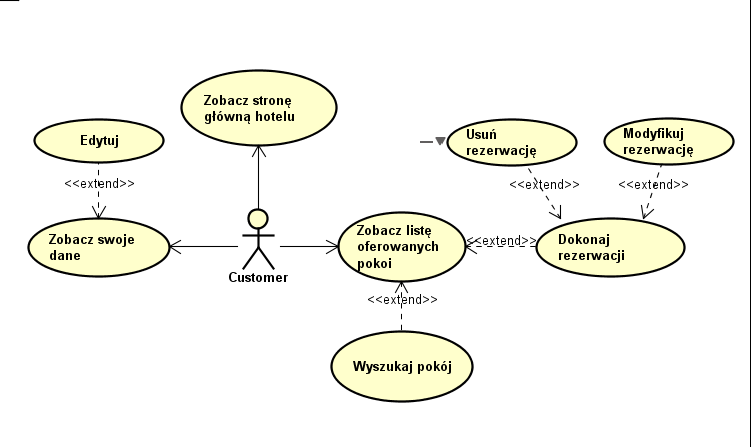 Zobacz stronę
główną hotelu
Edytuj
Usuń
rezerwację
Modyfikuj
rezerwację
<<extend>>
<<extend>>
<<extend>>
Zobacz swoje
dane
Customer
Zobacz listę
oferowanych
pokoi
<<extend>>
Dokonaj
rezerwacji
<<extend>>
Wyszukaj pokój